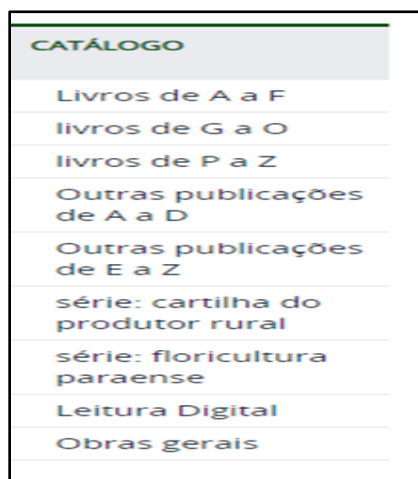 CATÁLOGO
Livros de A a F
livros de G a O
livros de P a Z
Outras publicações
de A a D
Outras publicações
de E a Z
série: cartilha do
produtor rural
série: floricultura
paraense
Leitura Digital
Obras gerais